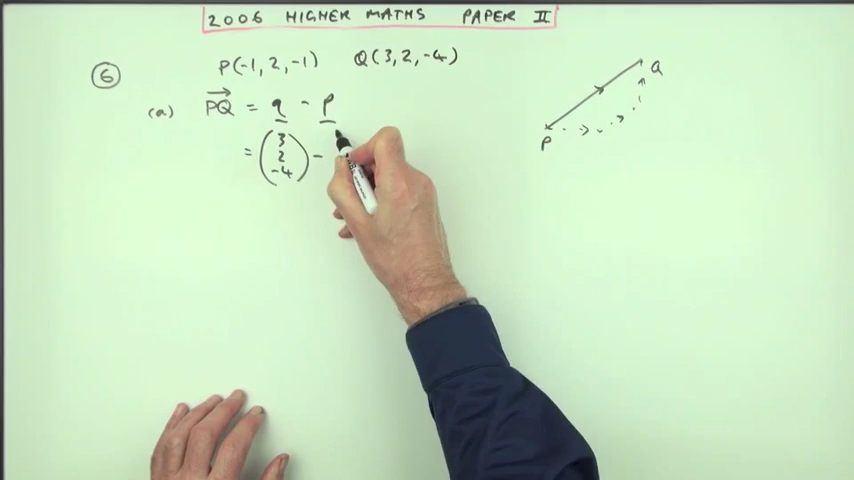 2006 HIGHER MATHS PAPER II
6 P(-1, 2, -1) Q(3, 2, -4)
(a) PQ = q - p
= (3 2 -4) -
P
Q